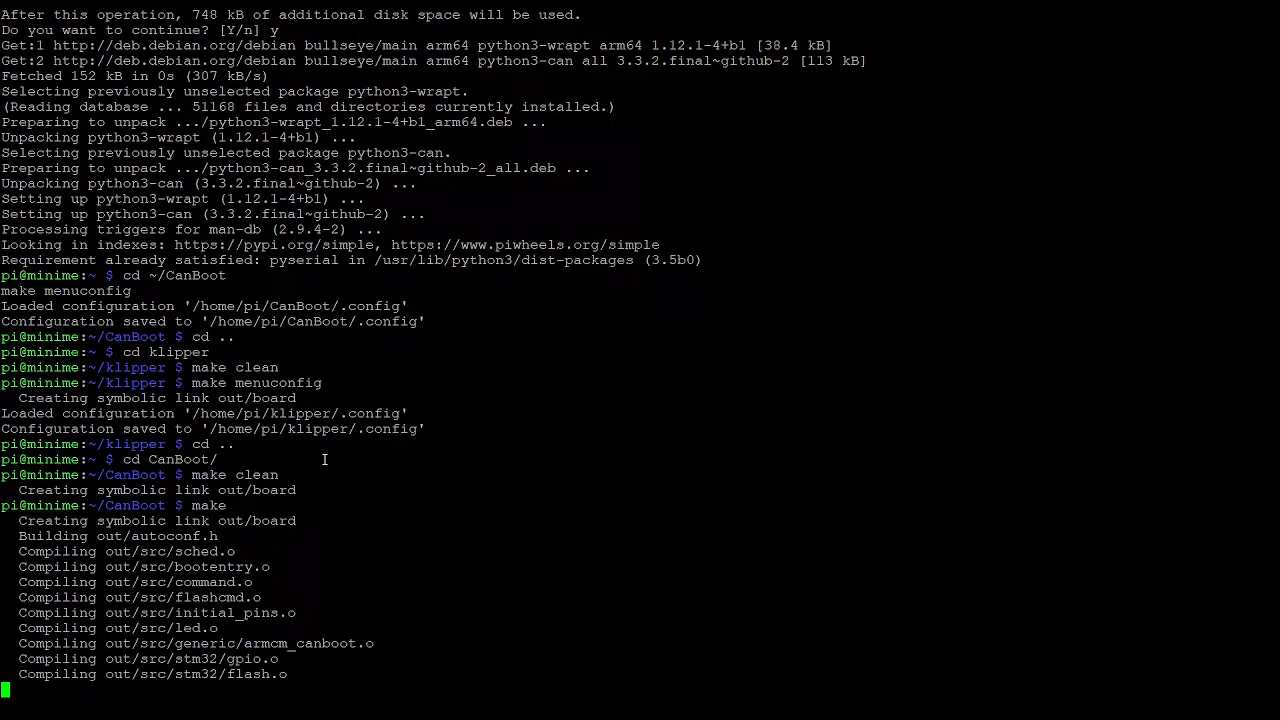 After this operation, 748 kB of additional disk space will be used.
Do you want to continue? [Y/n] y
Get:1 http://deb.debian.org/debian bullseye/main arm64 python3-wrapt arm64 1.12.1-4+b1 [38.4 kB]
Get:2 http://deb.debian.org/debian bullseye/main arm64 python3-can all 3.3.2.final~github-2 [113 kB]
Fetched 152 kB in 0s (307 kB/s)
Selecting previously unselected package python3-wrapt.
(Reading database ... 51168 files and directories currently installed.)
Preparing to unpack .../python3-wrapt_1.12.1-4+b1_arm64.deb ...
Unpacking python3-wrapt (1.12.1-4+b1) ...
Selecting previously unselected package python3-can.
Preparing to unpack .../python3-can_3.3.2.final~github-2_all.deb ...
Unpacking python3-can (3.3.2.final~github-2) ...
Setting up python3-wrapt (1.12.1-4+b1) ...
Setting up python3-can (3.3.2.final~github-2) ...
Processing triggers for man-db (2.9.4-2) ...
Looking in indexes: https://pypi.org/simple, https://www.piwheels.org/simple
Requirement already satisfied: pyserial in /usr/lib/python3/dist-packages (3.5b0)
pi@minime:~ $ cd ~/CanBoot
make menuconfig
Loaded configuration '/home/pi/CanBoot/.config'
Configuration saved to '/home/pi/CanBoot/.config'
pi@minime:~/CanBoot $ cd ..
pi@minime:~ $ cd klipper
pi@minime:~/klipper $ make clean
pi@minime:~/klipper $ make menuconfig
  Creating symbolic link out/board
Loaded configuration '/home/pi/klipper/.config'
Configuration saved to '/home/pi/klipper/.config'
pi@minime:~/klipper $ cd ..
pi@minime:~ $ cd CanBoot/
pi@minime:~/CanBoot $ make clean
  Creating symbolic link out/board
pi@minime:~/CanBoot $ make
  Creating symbolic link out/board
  Building out/autoconf.h
  Compiling out/src/sched.o
  Compiling out/src/bootentry.o
  Compiling out/src/command.o
  Compiling out/src/flashcmd.o
  Compiling out/src/initial_pins.o
  Compiling out/src/led.o
  Compiling out/src/generic/armcm_canboot.o
  Compiling out/src/stm32/gpio.o
  Compiling out/src/stm32/flash.o